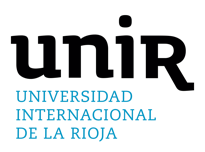 uniR
UNIVERSIDAD
INTERNACIONAL
DE LA RIOJA